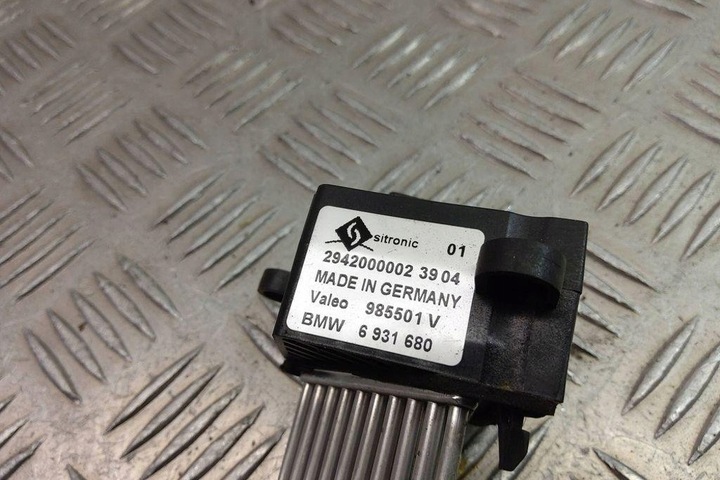 sitronic 01
2942000002 39 04
MADE IN GERMANY
Valeo 985501 V
BMW 6 931 680